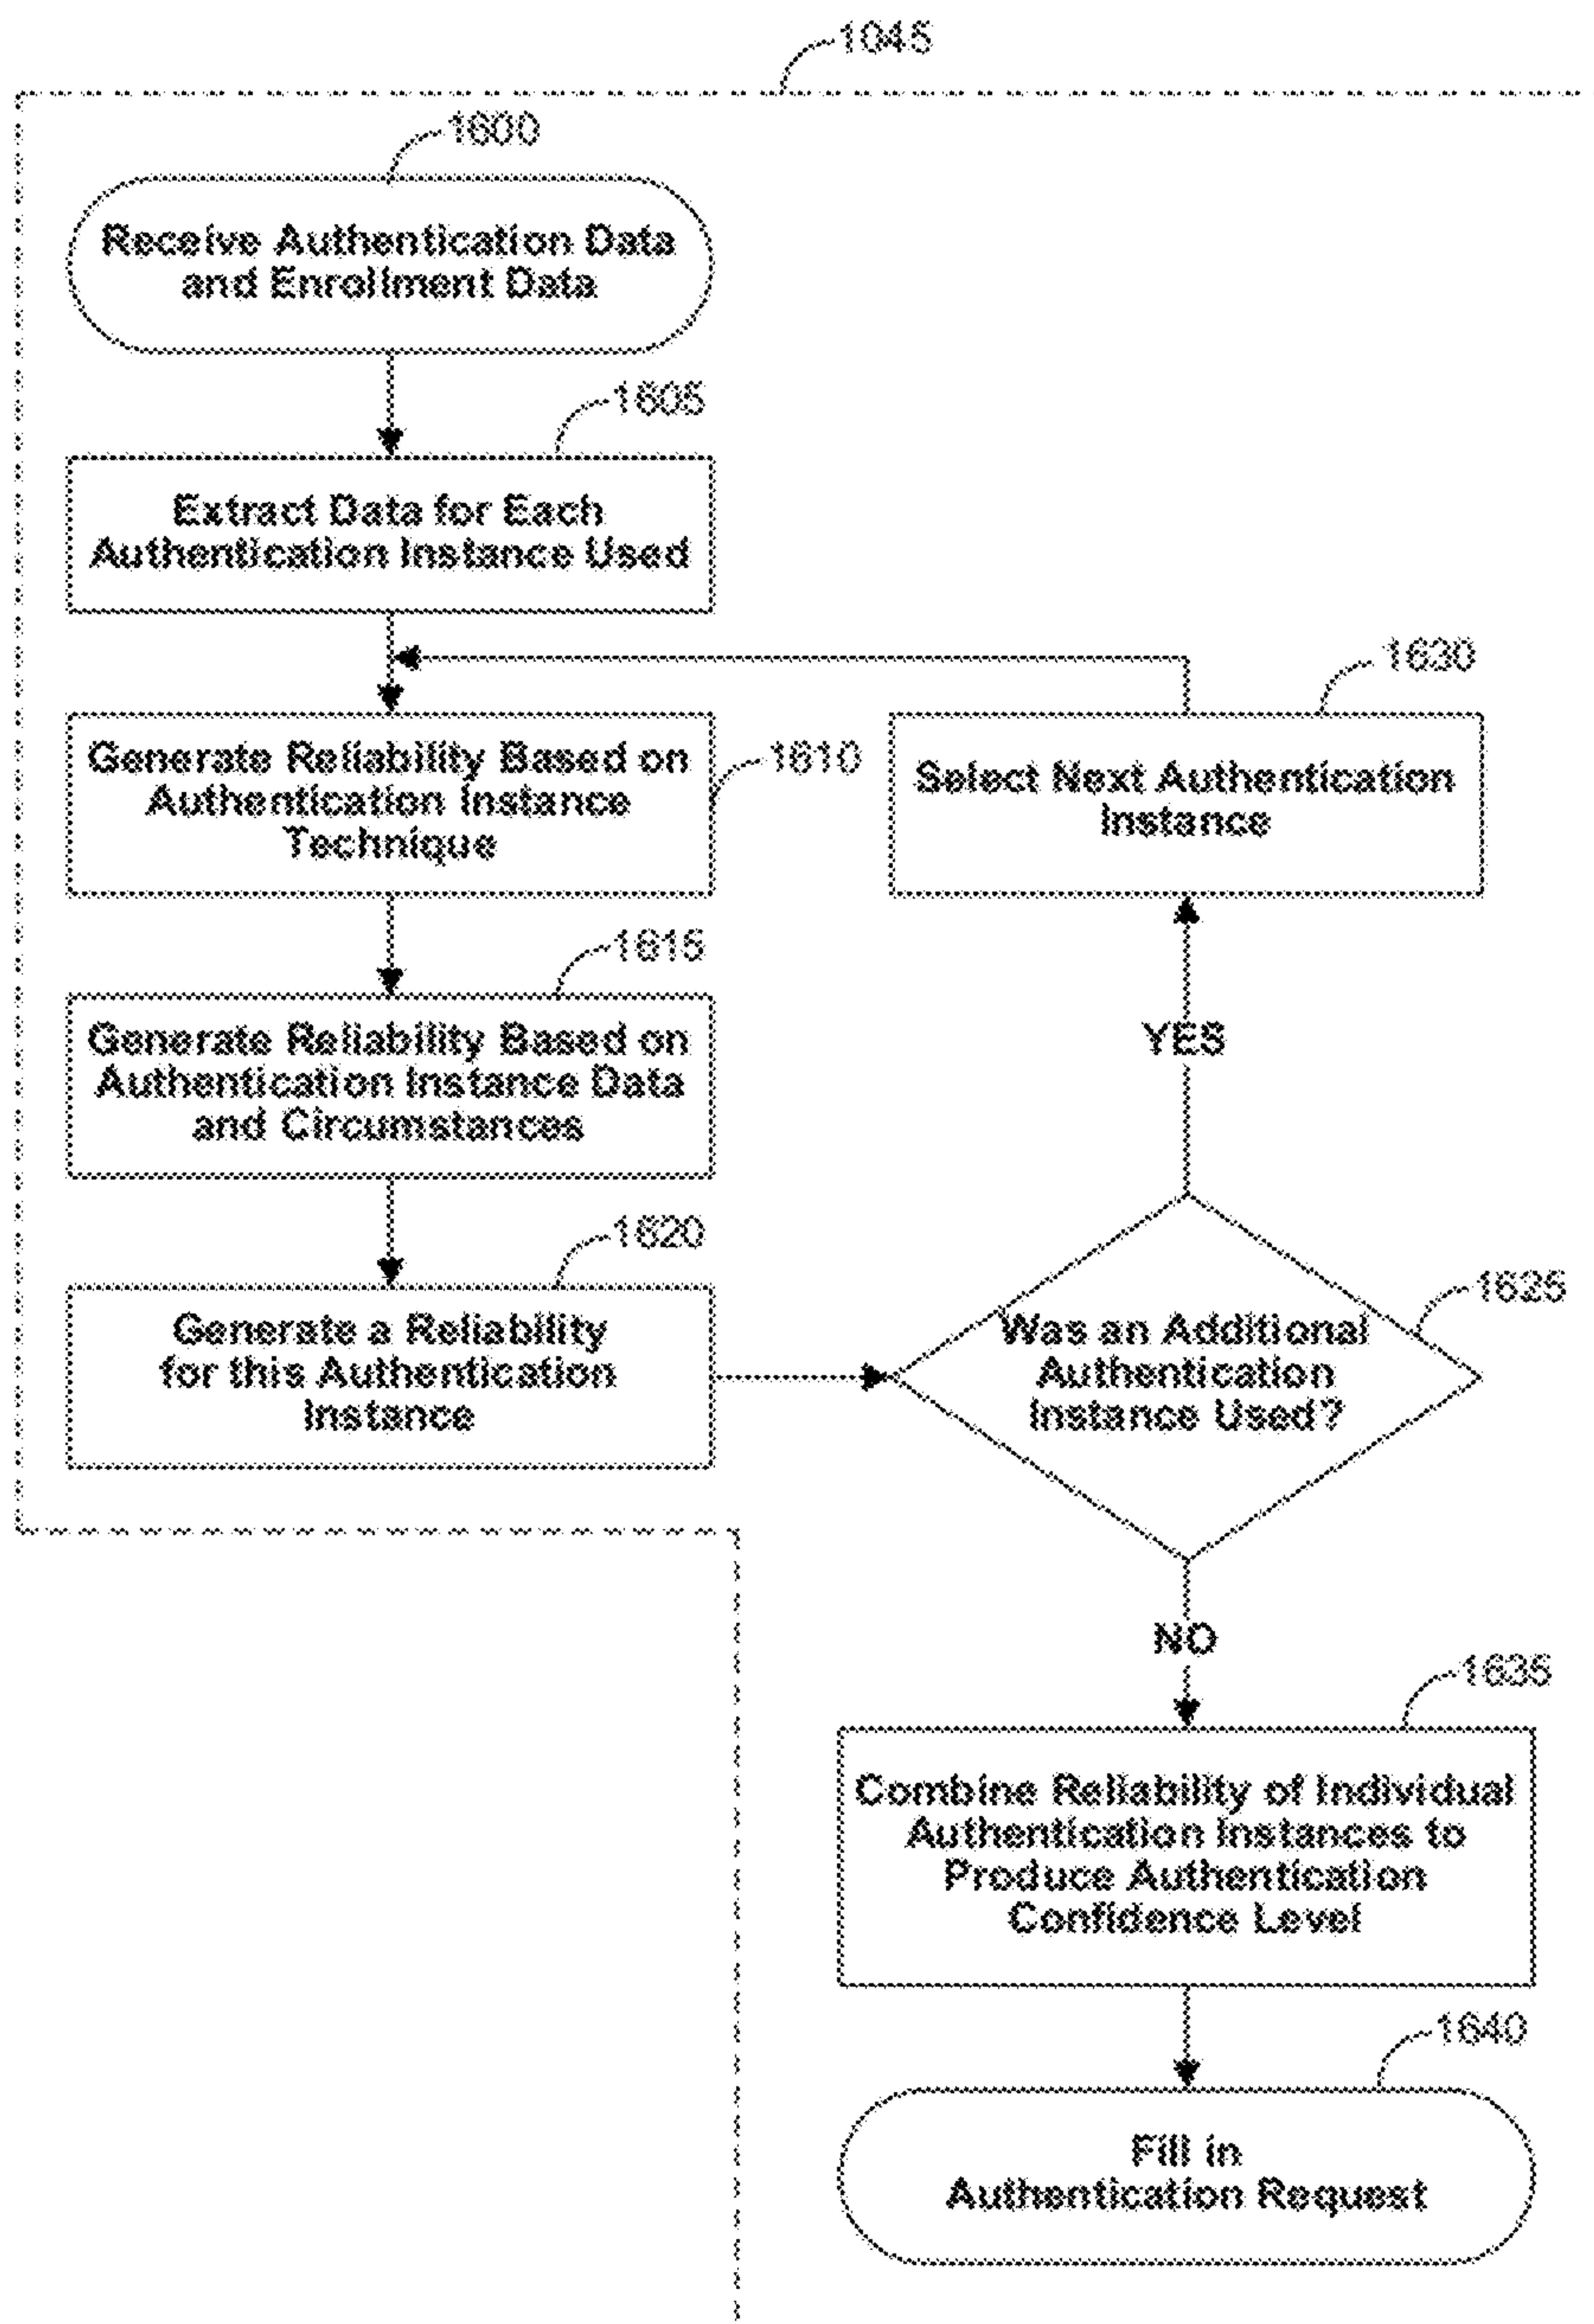 1045
1600
Receive Authentication Data
and Enrollment Data
1605
Extract Data for Each
Authentication Instance Used
1610
Generate Reliability Based on
Authentication Instance
Technique
1615
Generate Reliability Based on
Authentication Instance Data
and Circumstances
1620
Generate a Reliability
for this Authentication
Instance
1625
Was an Additional
Authentication
Instance Used?
YES
1630
Select Next Authentication
Instance
NO
1635
Combine Reliability of Individual
Authentication Instances to
Produce Authentication
Confidence Level
1640
Fill in
Authentication Request